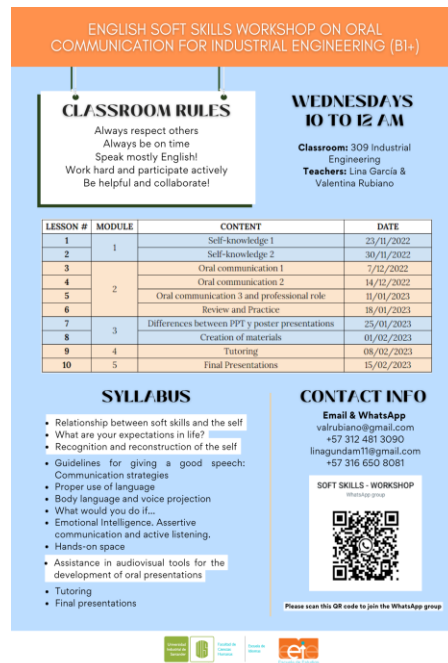 ENGLISH SOFT SKILLS WORKSHOP ON ORAL
COMMUNICATION FOR INDUSTRIAL ENGINEERING (B1+)
CLASSROOM RULES
Always respect others
Always be on time
Speak mostly English!
Work hard and participate actively
Be helpful and collaborate!
WEDNESDAYS
10 TO 12 AM
Classroom: 309 Industrial
Engineering
Teachers: Lina García &
Valentina Rubiano
LESSON # MODULE CONTENT DATE
1 1 Self-knowledge 1 23/11/2022
2 Self-knowledge 2 30/11/2022
3 2 Oral communication 1 7/12/2022
4 Oral communication 2 14/12/2022
5 Oral communication 3 and professional role 11/01/2023
6 Review and Practice 18/01/2023
7 3 Differences between PPT y poster presentations 25/01/2023
8 Creation of materials 01/02/2023
9 4 Tutoring 08/02/2023
10 5 Final Presentations 15/02/2023
SYLLABUS
• Relationship between soft skills and the self
• What are your expectations in life?
• Recognition and reconstruction of the self
• Guidelines for giving a good speech:
Communication strategies
• Proper use of language
• Body language and voice projection
• What would you do if...
• Emotional Intelligence. Assertive
communication and active listening.
• Hands-on space
• Assistance in audiovisual tools for the
development of oral presentations
• Tutoring
• Final presentations
CONTACT INFO
Email & WhatsApp
valrubiano@gmail.com
+57 312 481 3090
linagundam11@gmail.com
+57 316 650 8081
SOFT SKILLS - WORKSHOP
WhatsApp group
Please scan this QR code to join the WhatsApp group
Universidad
Industrial de
Santander
Facultad de
Ciencias
Humanas
Escuela de
Idiomas